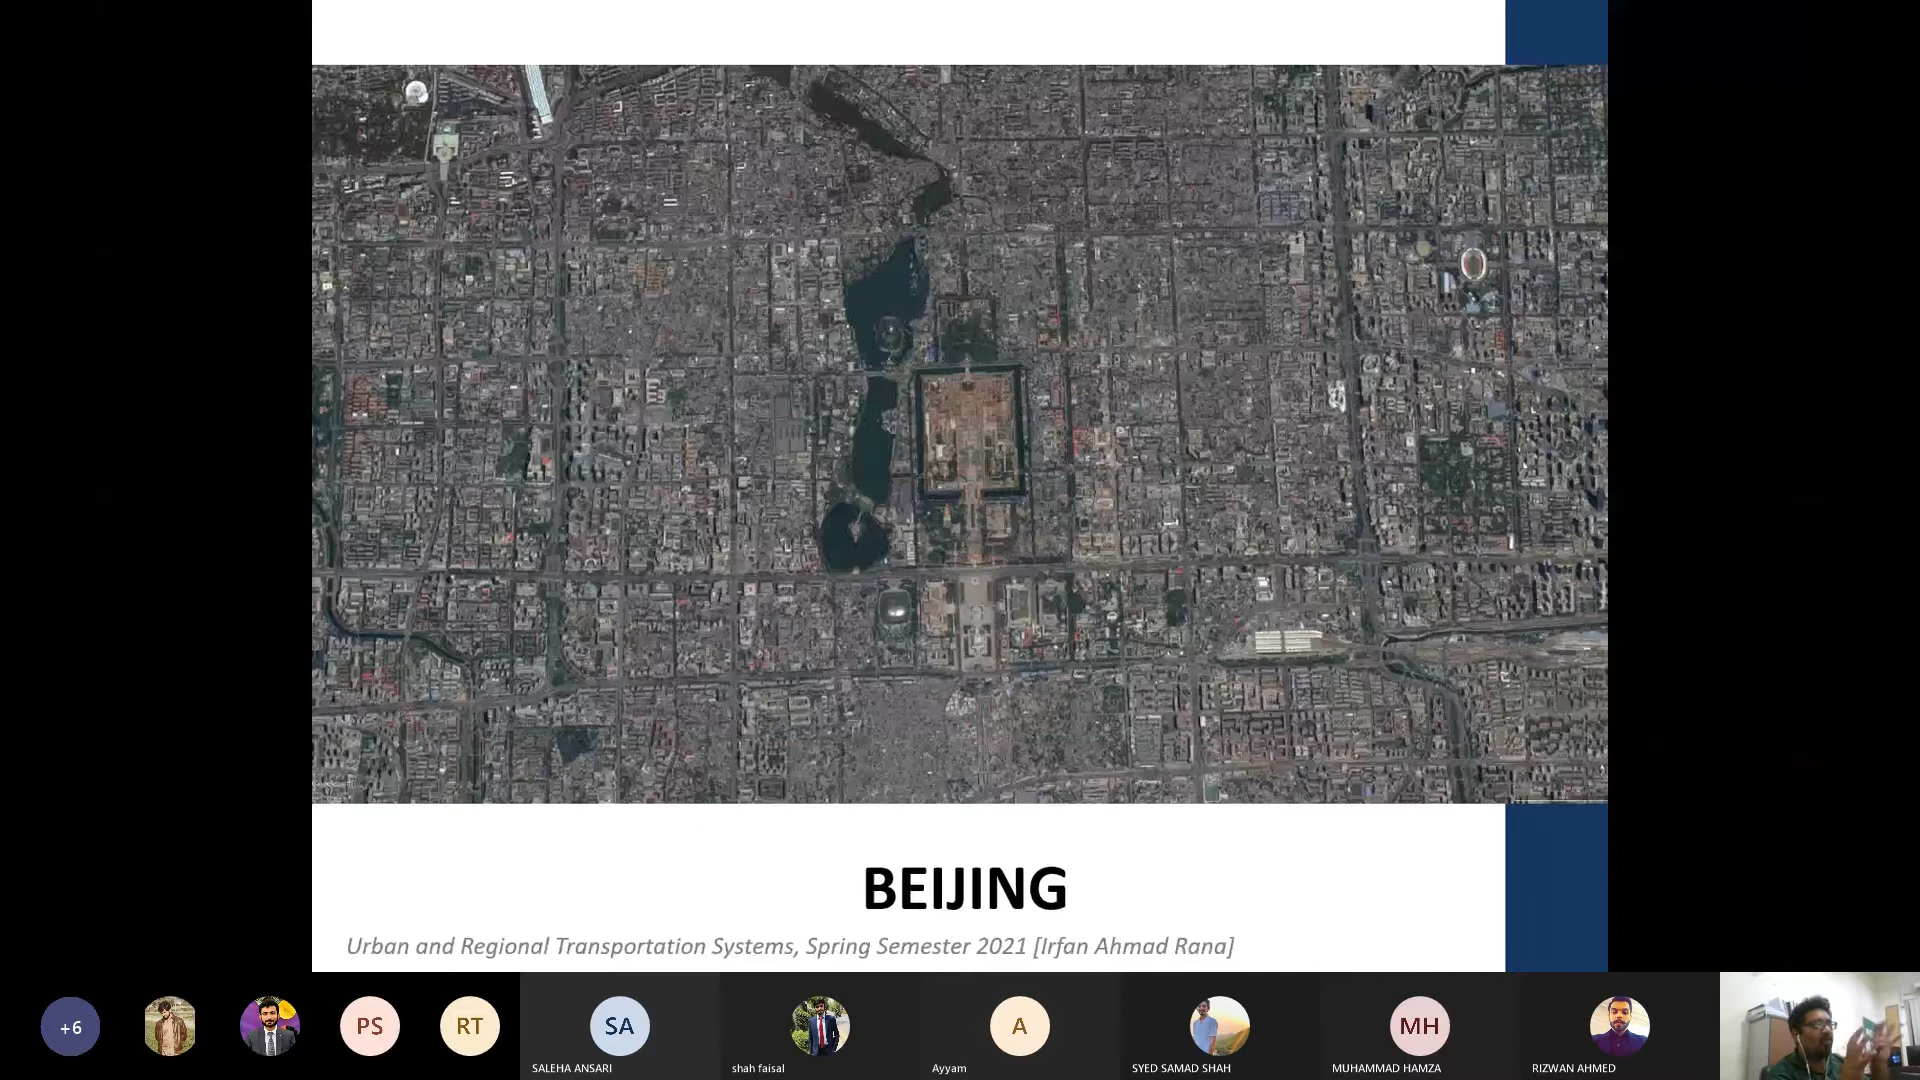 BEIJING
Urban and Regional Transportation Systems, Spring Semester 2021 [Irfan Ahmad Rana]
+6
PS
RT
SA
A
MH
SALEHA ANSARI
shah faisal
Ayyam
SYED SAMAD SHAH
MUHAMMAD HAMZA
RIZWAN AHMED